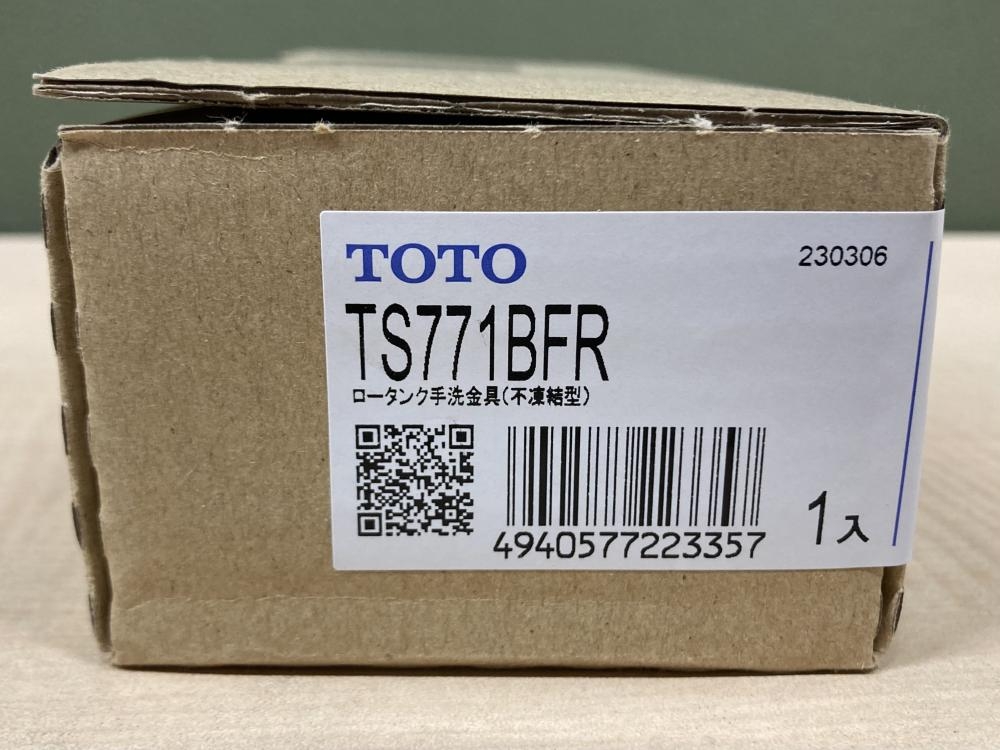 TOTO
230306
TS771BFR
ロータンク手洗金具(不凍結型)
4940577223357
1入